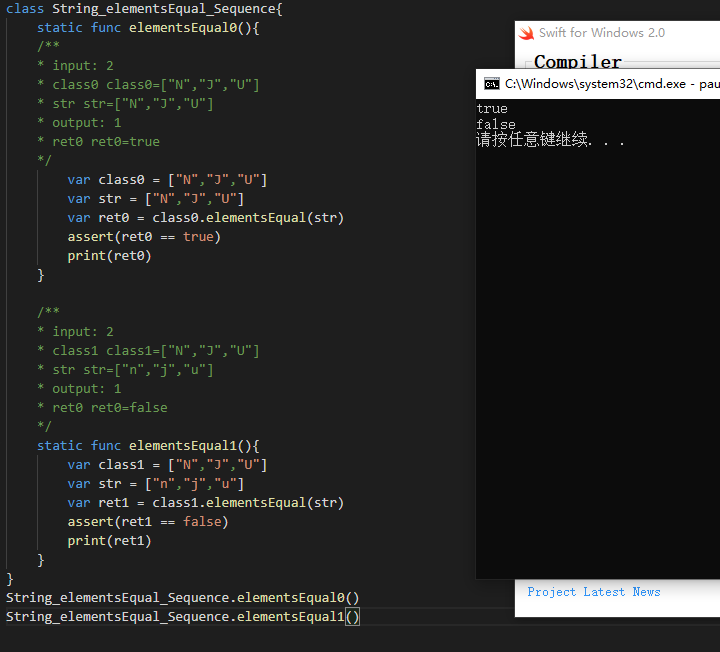 class String_elementsEqual_Sequence{
static func elementsEqual0(){
/**
* input: 2
* class0 class0=["N","J","U"]
* str str=["N","J","U"]
* output: 1
* ret0 ret0=true
*/
var class0 = ["N","J","U"]
var str = ["N","J","U"]
var ret0 = class0.elementsEqual(str)
assert(ret0 == true)
print(ret0)
}
/**
* input: 2
* class1 class1=["N","J","U"]
* str str=["n","j","u"]
* output: 1
* ret0 ret0=false
*/
static func elementsEqual1(){
var class1 = ["N","J","U"]
var str = ["n","j","u"]
var ret1 = class1.elementsEqual(str)
assert(ret1 == false)
print(ret1)
}
}
String_elementsEqual_Sequence.elementsEqual0()
String_elementsEqual_Sequence.elementsEqual1()
Swift for Windows 2.0
Compiler
C:\Windows\system32\cmd.exe - pau
true
false
请按任意键继续. . .
Project Latest News